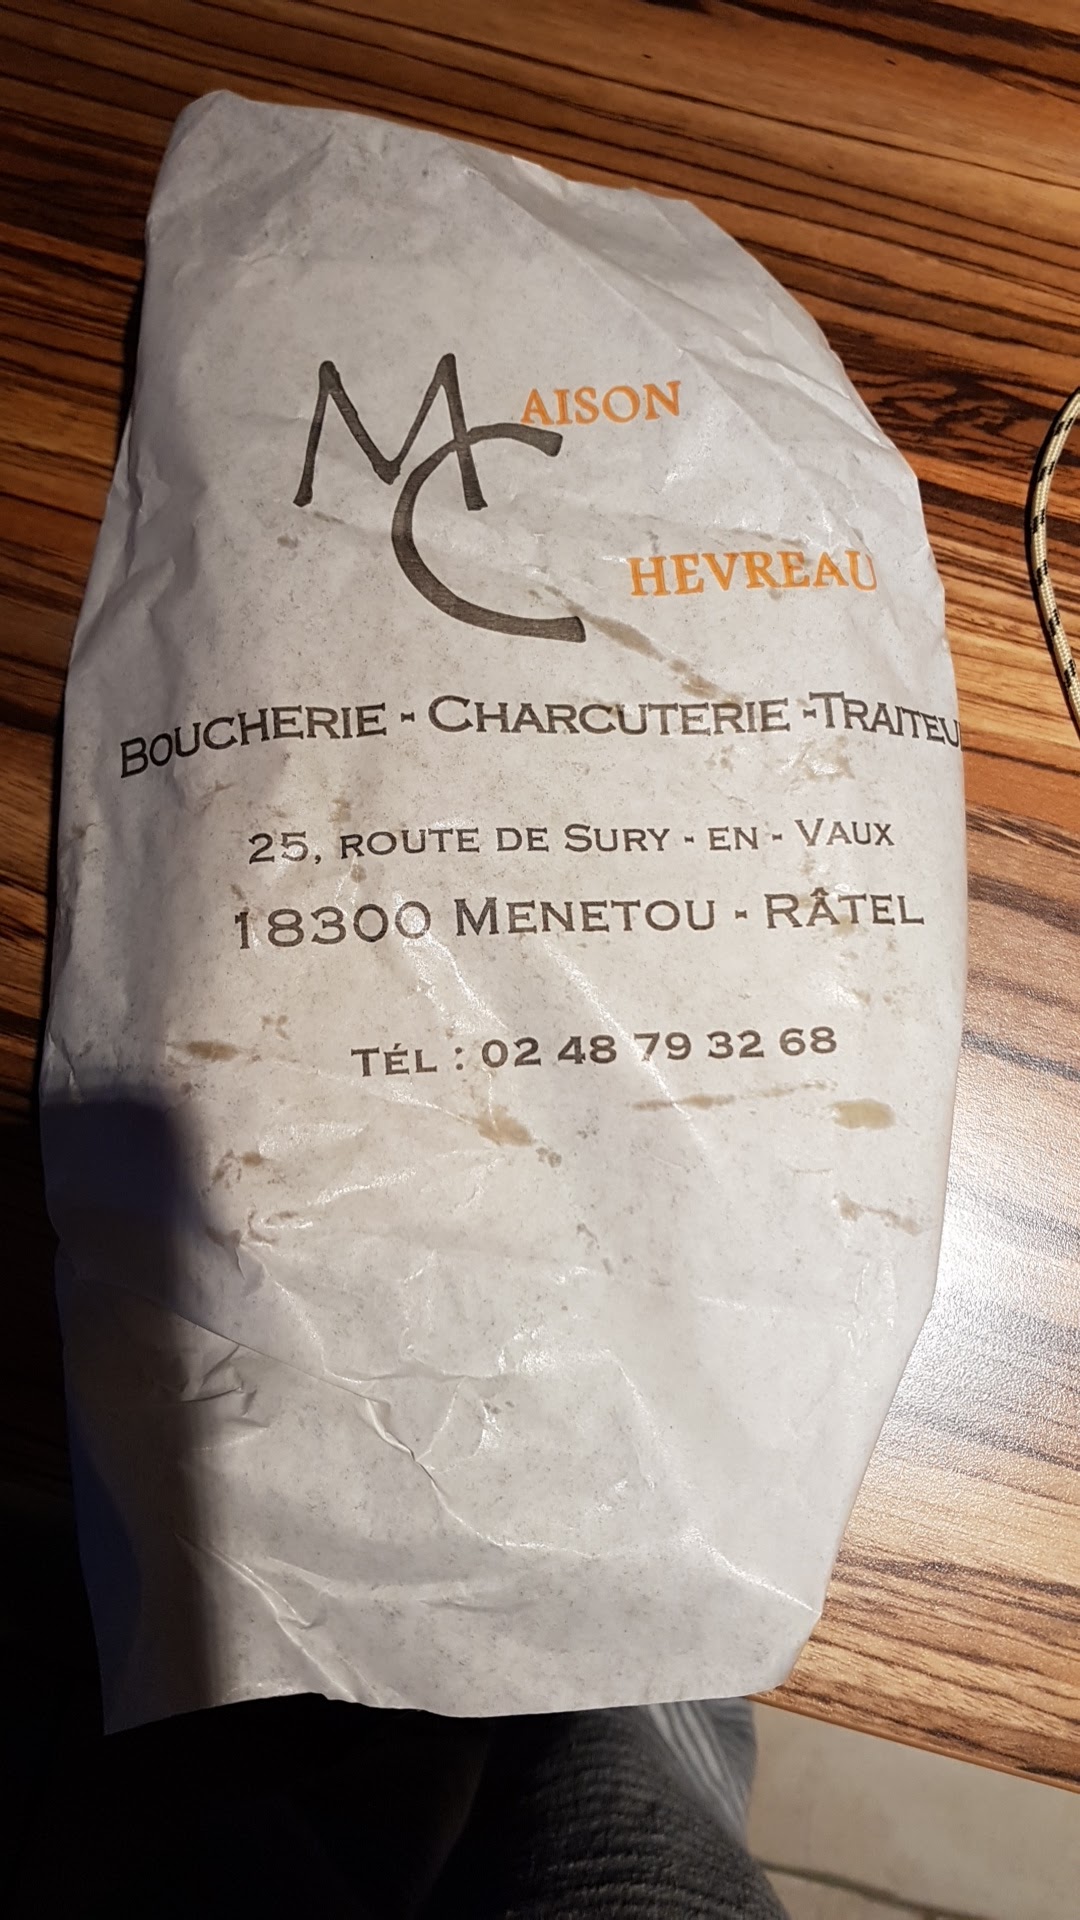 MAISON
CHEVREAU
BOUCHERIE - CHARCUTERIE - TRAITEU
25, ROUTE DE SURY - EN - VAUX
18300 MENETOU - RÂTEL
TÉL : 02 48 79 32 68